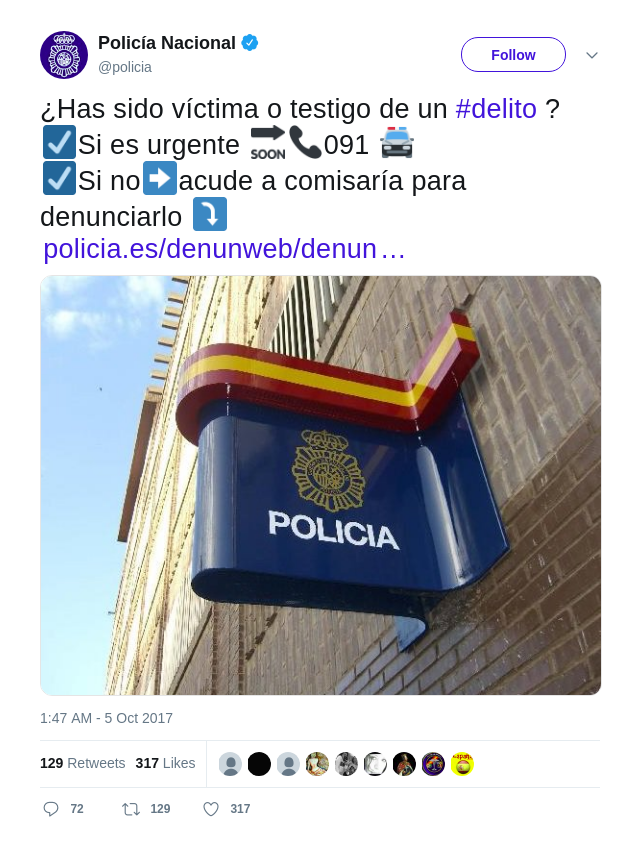 Policía Nacional
@policia
Follow
¿Has sido víctima o testigo de un #delito ?
☑Si es urgente 🔜📞091 🚔
☑Si no➡acude a comisaría para
denunciarlo ⤵
policia.es/denunweb/denun…
POLICIA
1:47 AM - 5 Oct 2017
129 Retweets 317 Likes
72 129 317